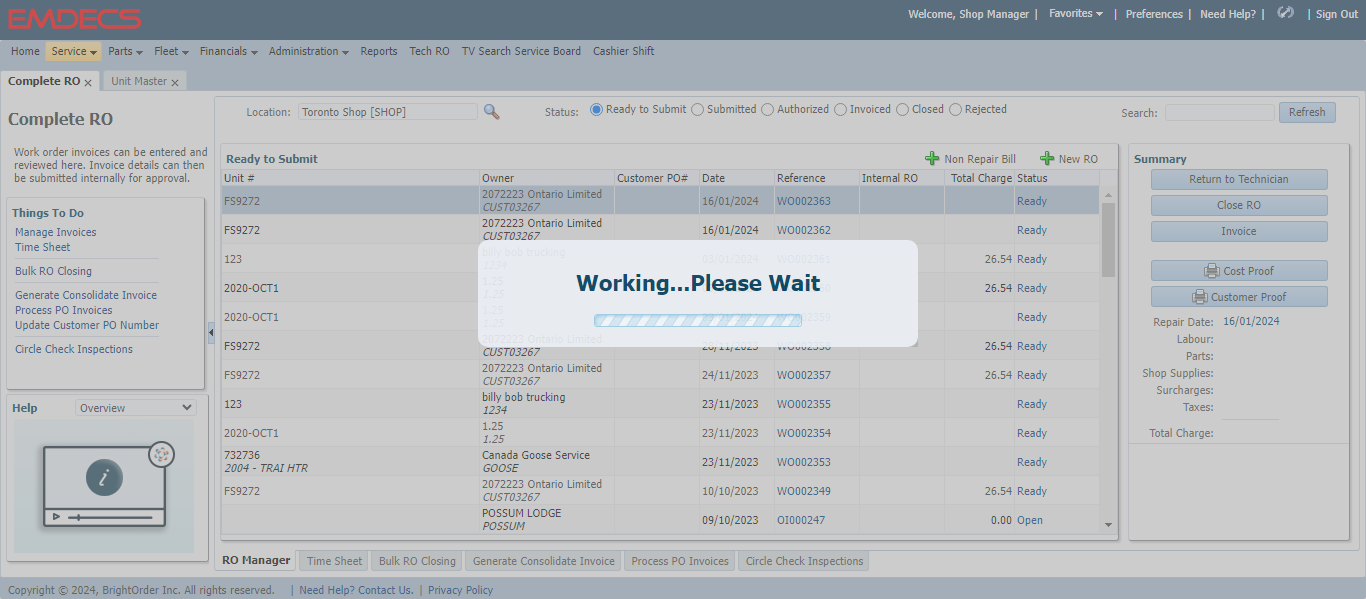 EMDECS
Welcome, Shop Manager | Favorites | Preferences | Need Help? | | Sign Out
Home Service Parts Fleet Financials Administration Reports Tech RO TV Search Service Board Cashier Shift
Complete RO x Unit Master x
Complete RO
Work order invoices can be entered and
reviewed here. Invoice details can then
be submitted internally for approval.
Things To Do
Manage Invoices
Time Sheet
Bulk RO Closing
Generate Consolidate Invoice
Process PO Invoices
Update Customer PO Number
Circle Check Inspections
Help Overview
i
Location: Toronto Shop [SHOP] Status: Ready to Submit Submitted Authorized Invoiced Closed Rejected Search: Refresh
Ready to Submit Non Repair Bill New RO
Unit # Owner Customer PO# Date Reference Internal RO Total Charge Status
FS9272 2072223 Ontario Limited 16/01/2024 WO002363 Ready
CUST03267
FS9272 2072223 Ontario Limited 16/01/2024 WO002362 Ready
CUST03267
123 billy bob trucking 03/01/2024 WO002361 26.54 Ready
1234
2020-OCT1 1.25 26.54 Ready
1.25
2020-OCT1 1.25 Ready
1.25
FS9272 2072223 Ontario Limited 26.54 Ready
CUST03267
FS9272 2072223 Ontario Limited 24/11/2023 WO002357 26.54 Ready
CUST03267
123 billy bob trucking 23/11/2023 WO002355 Ready
1234
2020-OCT1 1.25 23/11/2023 WO002354 Ready
1.25
732736 Canada Goose Service 23/11/2023 WO002353 Ready
2004 - TRAI HTR GOOSE
FS9272 2072223 Ontario Limited 10/10/2023 WO002349 26.54 Ready
CUST03267
POSSUM LODGE 09/10/2023 OI000247 0.00 Open
POSSUM
Working...Please Wait
RO Manager Time Sheet Bulk RO Closing Generate Consolidate Invoice Process PO Invoices Circle Check Inspections
Summary
Return to Technician
Close RO
Invoice
Cost Proof
Customer Proof
Repair Date: 16/01/2024
Labour:
Parts:
Shop Supplies:
Surcharges:
Taxes:
Total Charge:
Copyright © 2024, BrightOrder Inc. All rights reserved. | Need Help? Contact Us. | Privacy Policy